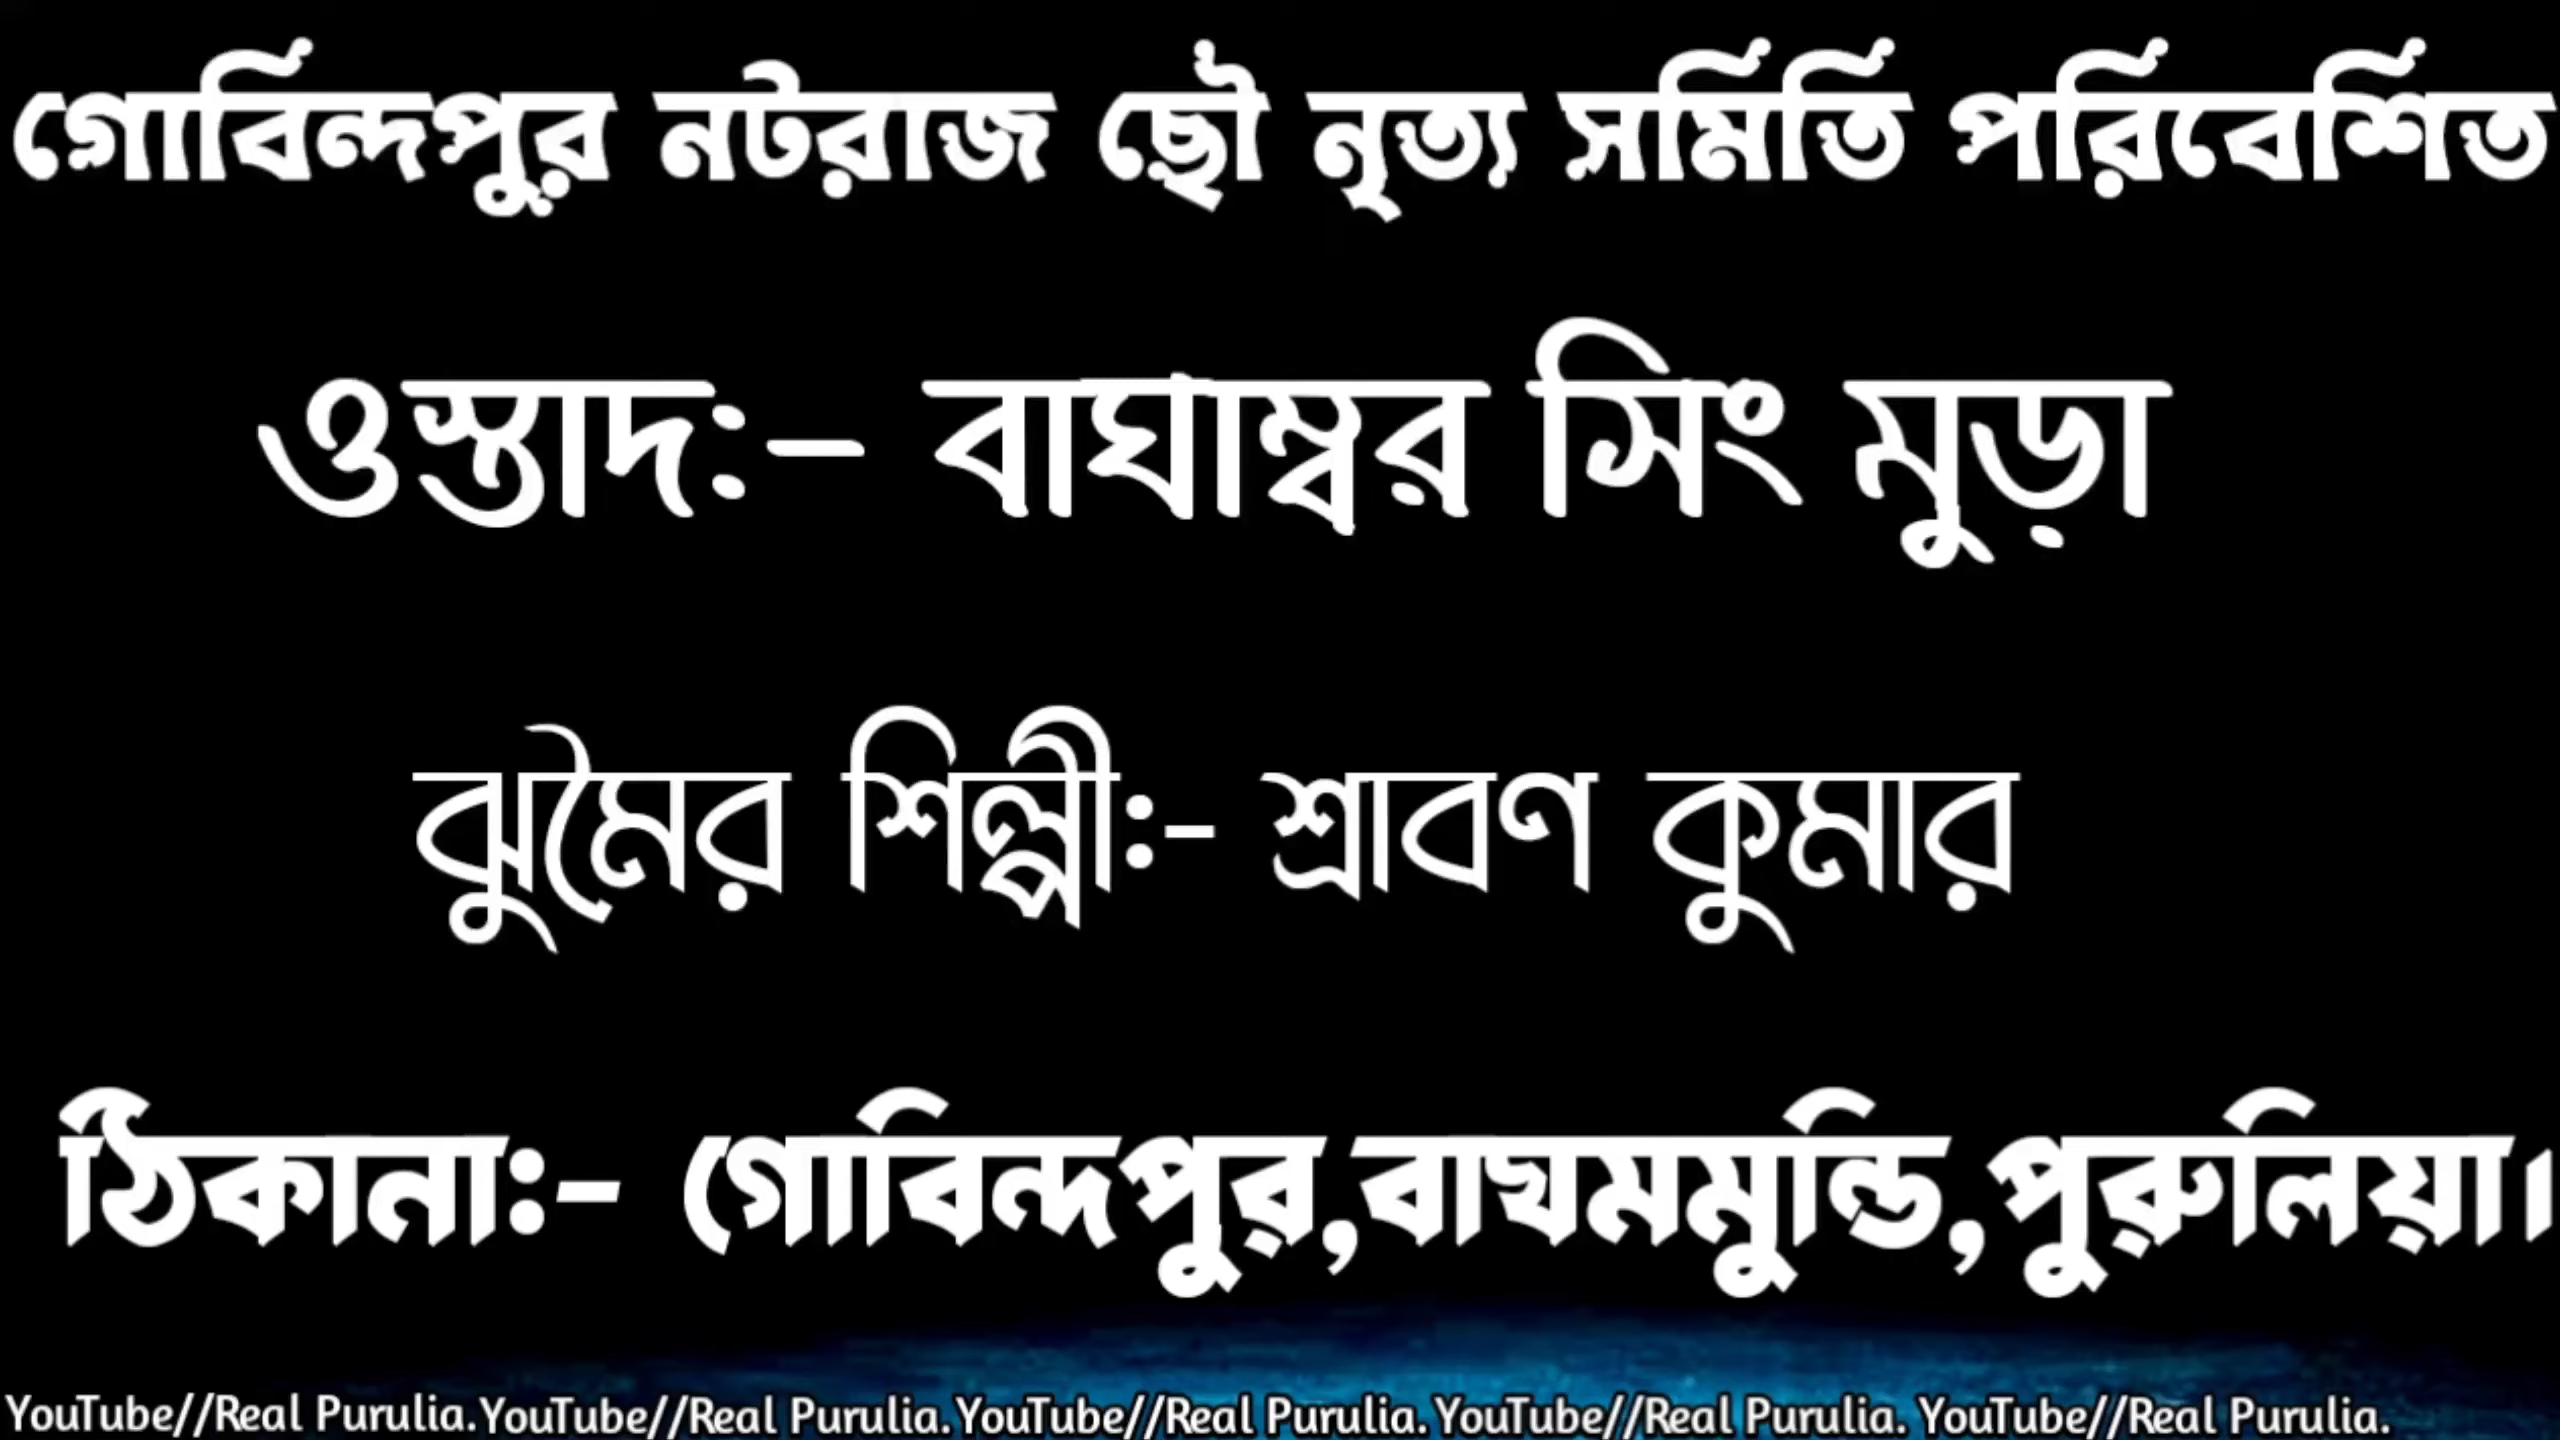 গোবিন্দপুর নটরাজ ছৌ নৃত্য সমিতি পরিবেশিত
ওস্তাদ:- বাঘাম্বর সিং মুড়া
ঝুমৈর শিল্পী:- শ্রাবণ কুমার
ঠিকানা:- গোবিন্দপুর,বাঘমমুন্ডি,পুরুলিয়া।
YouTube//Real Purulia.YouTube//Real Purulia.YouTube//Real Purulia.YouTube//Real Purulia. YouTube//Real Purulia.